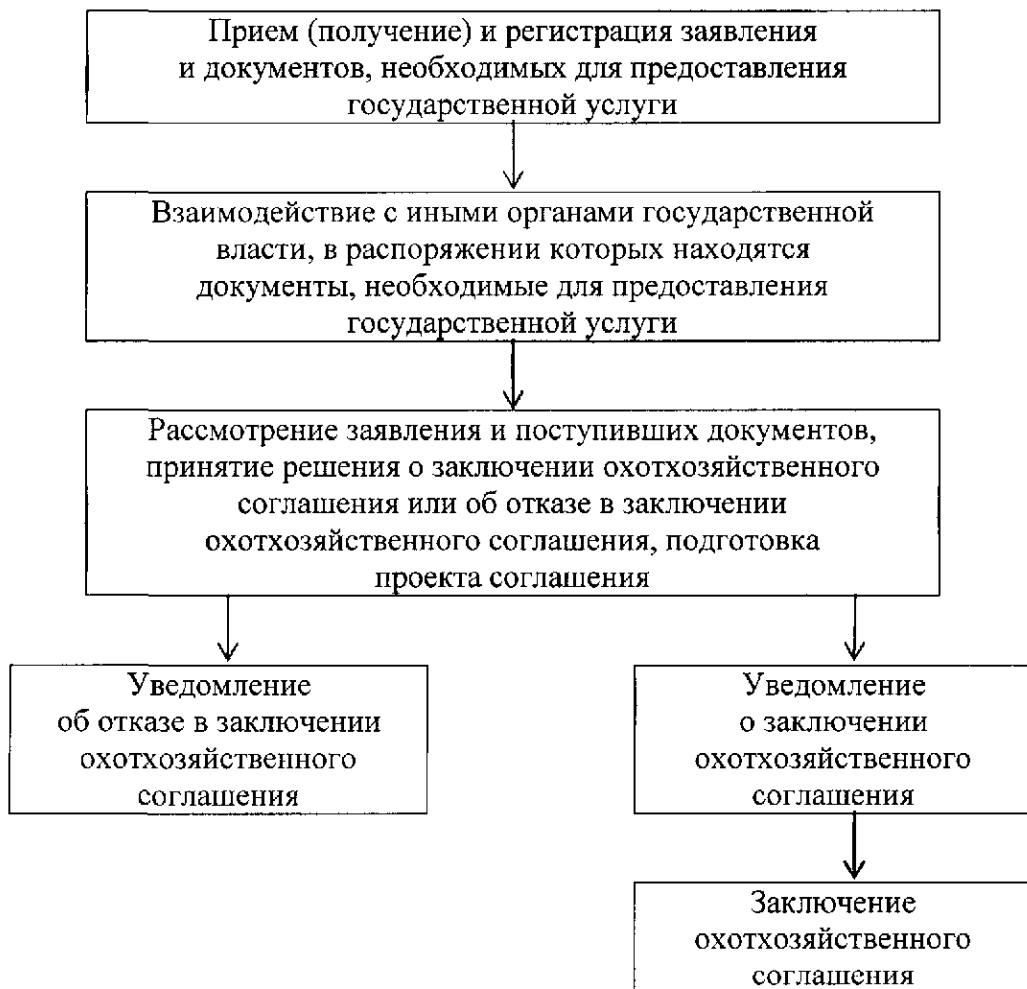 Прием (получение) и регистрация заявления
и документов, необходимых для предоставления
государственной услуги
Взаимодействие с иными органами государственной
власти, в распоряжении которых находятся
документы, необходимые для предоставления
государственной услуги
Рассмотрение заявления и поступивших документов,
принятие решения о заключении охотхозяйственного
соглашения или об отказе в заключении
охотхозяйственного соглашения, подготовка
проекта соглашения
Уведомление
об отказе в заключении
охотхозяйственного
соглашения
Уведомление
о заключении
охотхозяйственного
соглашения
Заключение
охотхозяйственного
соглашения